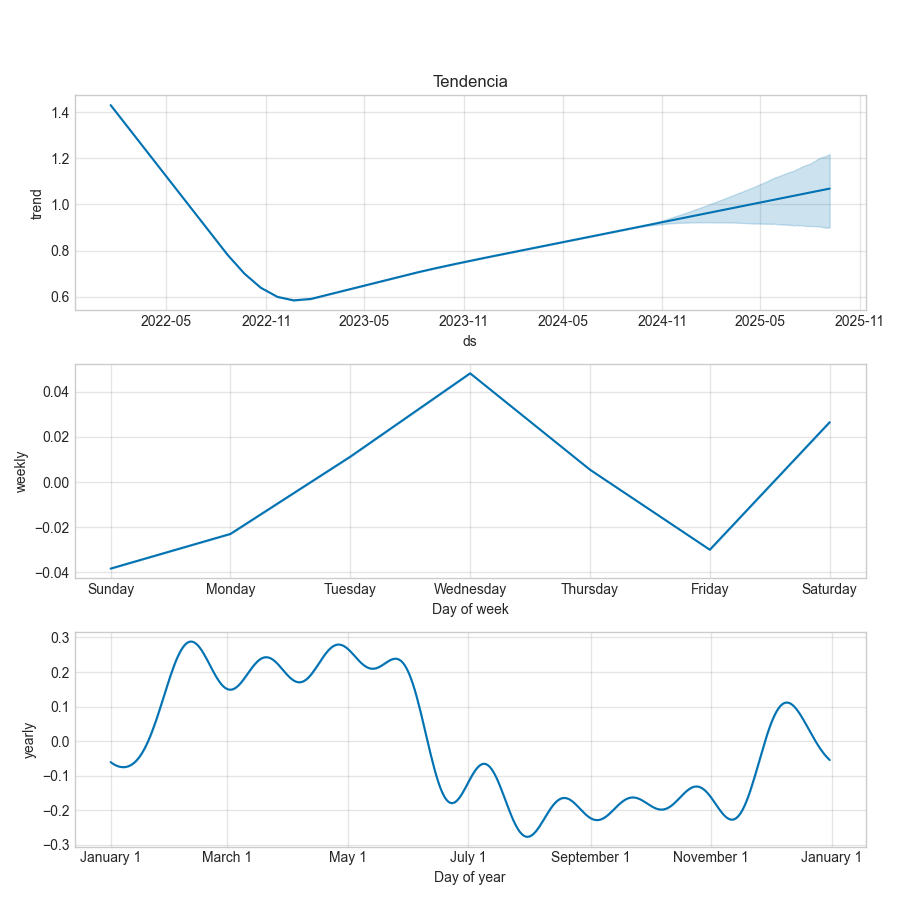 Tendencia
trend
1.4
1.2
1.0
0.8
0.6
2022-05 2022-11 2023-05 2023-11 2024-05 2024-11 2025-05 2025-11
ds
weekly
0.04
0.02
0.00
−0.02
−0.04
Sunday Monday Tuesday Wednesday Thursday Friday Saturday
Day of week
yearly
0.3
0.2
0.1
0.0
−0.1
−0.2
−0.3
January 1 March 1 May 1 July 1 September 1 November 1 January 1
Day of year